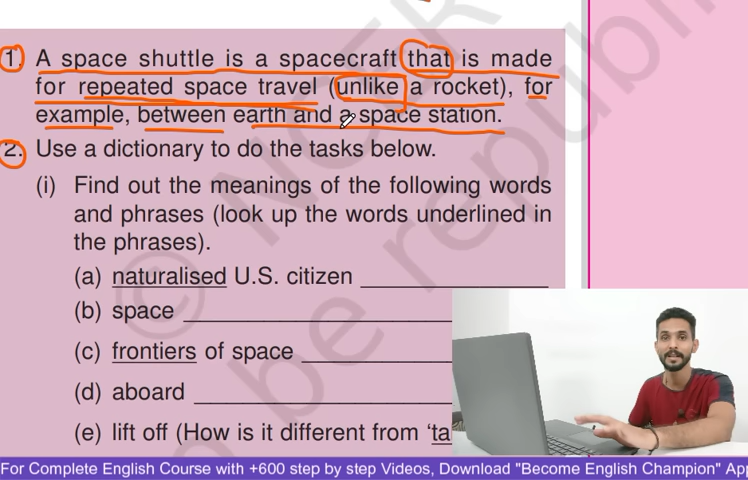 1. A space shuttle is a spacecraft that is made
for repeated space travel (unlike a rocket), for
example, between earth and a space station.
2. Use a dictionary to do the tasks below.
(i) Find out the meanings of the following words
and phrases (look up the words underlined in
the phrases).
(a) naturalised U.S. citizen
(b) space
(c) frontiers of space
(d) aboard
(e) lift off (How is it different from ‘ta
© NCER
be republi
For Complete English Course with +600 step by step Videos, Download "Become English Champion" Ap